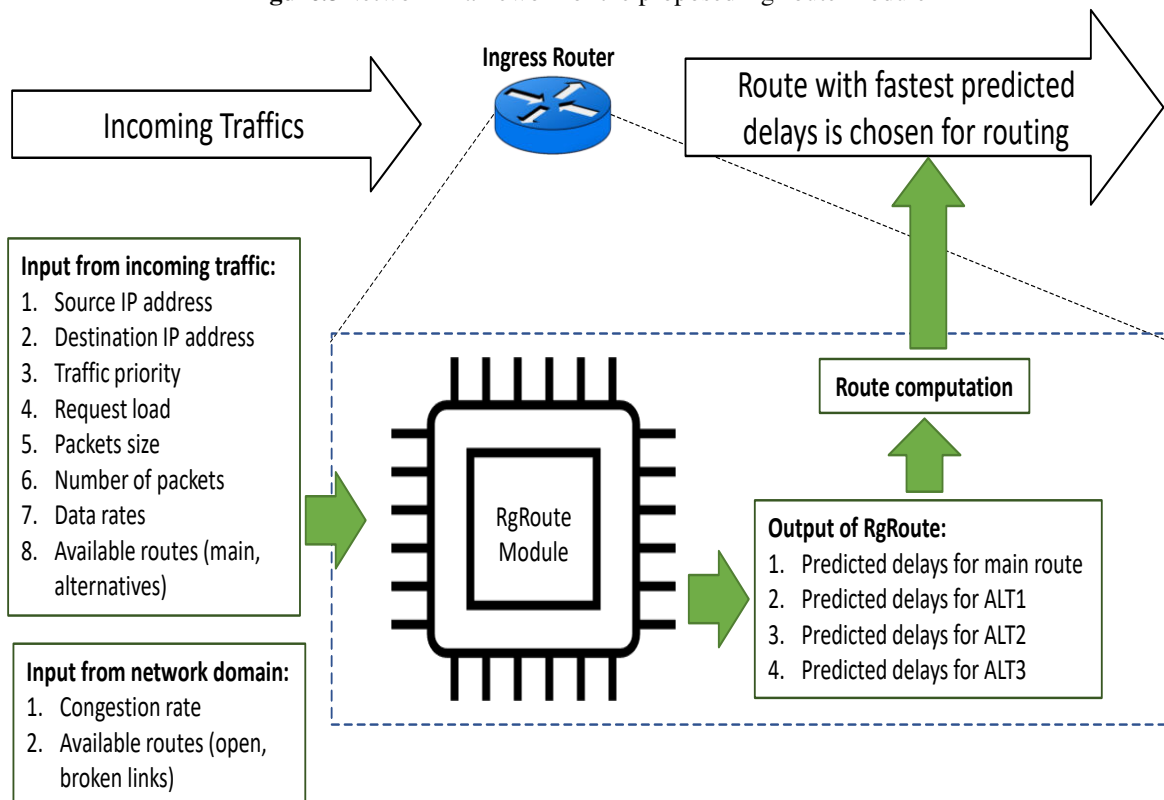 Ingress Router
Incoming Traffics
Route with fastest predicted
delays is chosen for routing
Input from incoming traffic:
1. Source IP address
2. Destination IP address
3. Traffic priority
4. Request load
5. Packets size
6. Number of packets
7. Data rates
8. Available routes (main,
alternatives)
Input from network domain:
1. Congestion rate
2. Available routes (open,
broken links)
RgRoute
Module
Route computation
Output of RgRoute:
1. Predicted delays for main route
2. Predicted delays for ALT1
3. Predicted delays for ALT2
4. Predicted delays for ALT3